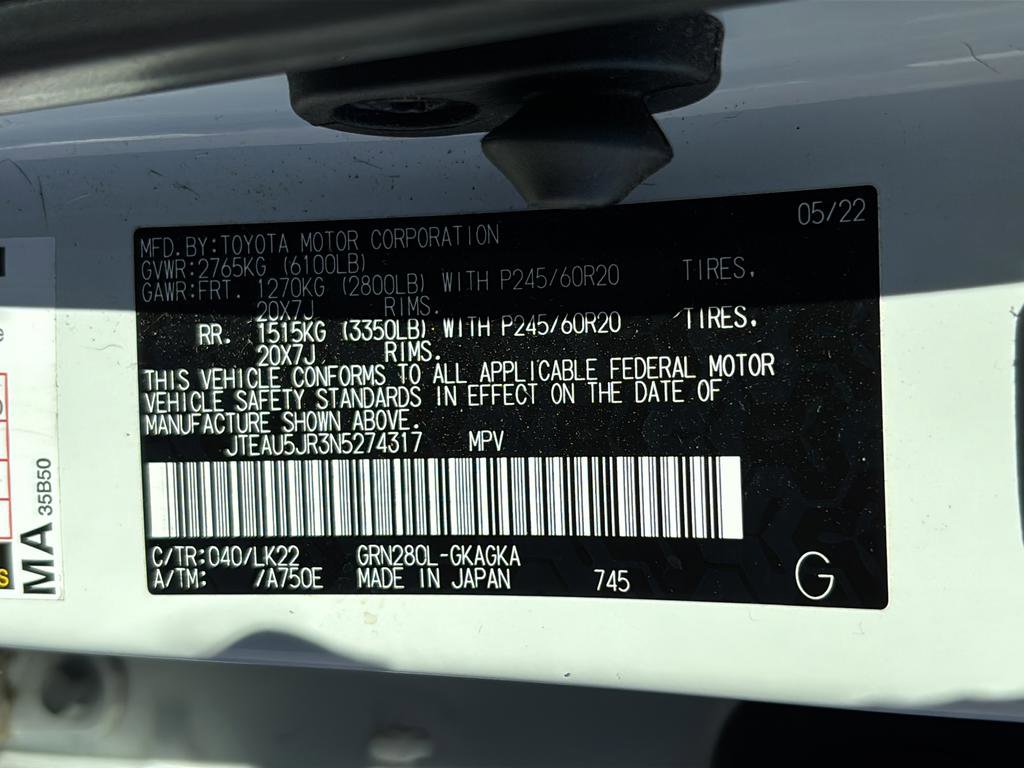 05/22
MFD.BY:TOYOTA MOTOR CORPORATION
GVWR:2765KG (6100LB)
GAWR:FRT. 1270KG (2800LB) WITH P245/60R20 TIRES,
20X7J RIMS.
RR. 1515KG (3350LB) WITH P245/60R20 TIRES,
20X7J RIMS.
THIS VEHICLE CONFORMS TO ALL APPLICABLE FEDERAL MOTOR
VEHICLE SAFETY STANDARDS IN EFFECT ON THE DATE OF
MANUFACTURE SHOWN ABOVE.
JTEAU5JR3N5274317 MPV
C/TR:040/LK22 GRN280L-GKAGKA
A/TM: /A750E MADE IN JAPAN 745 G
MA 35B50